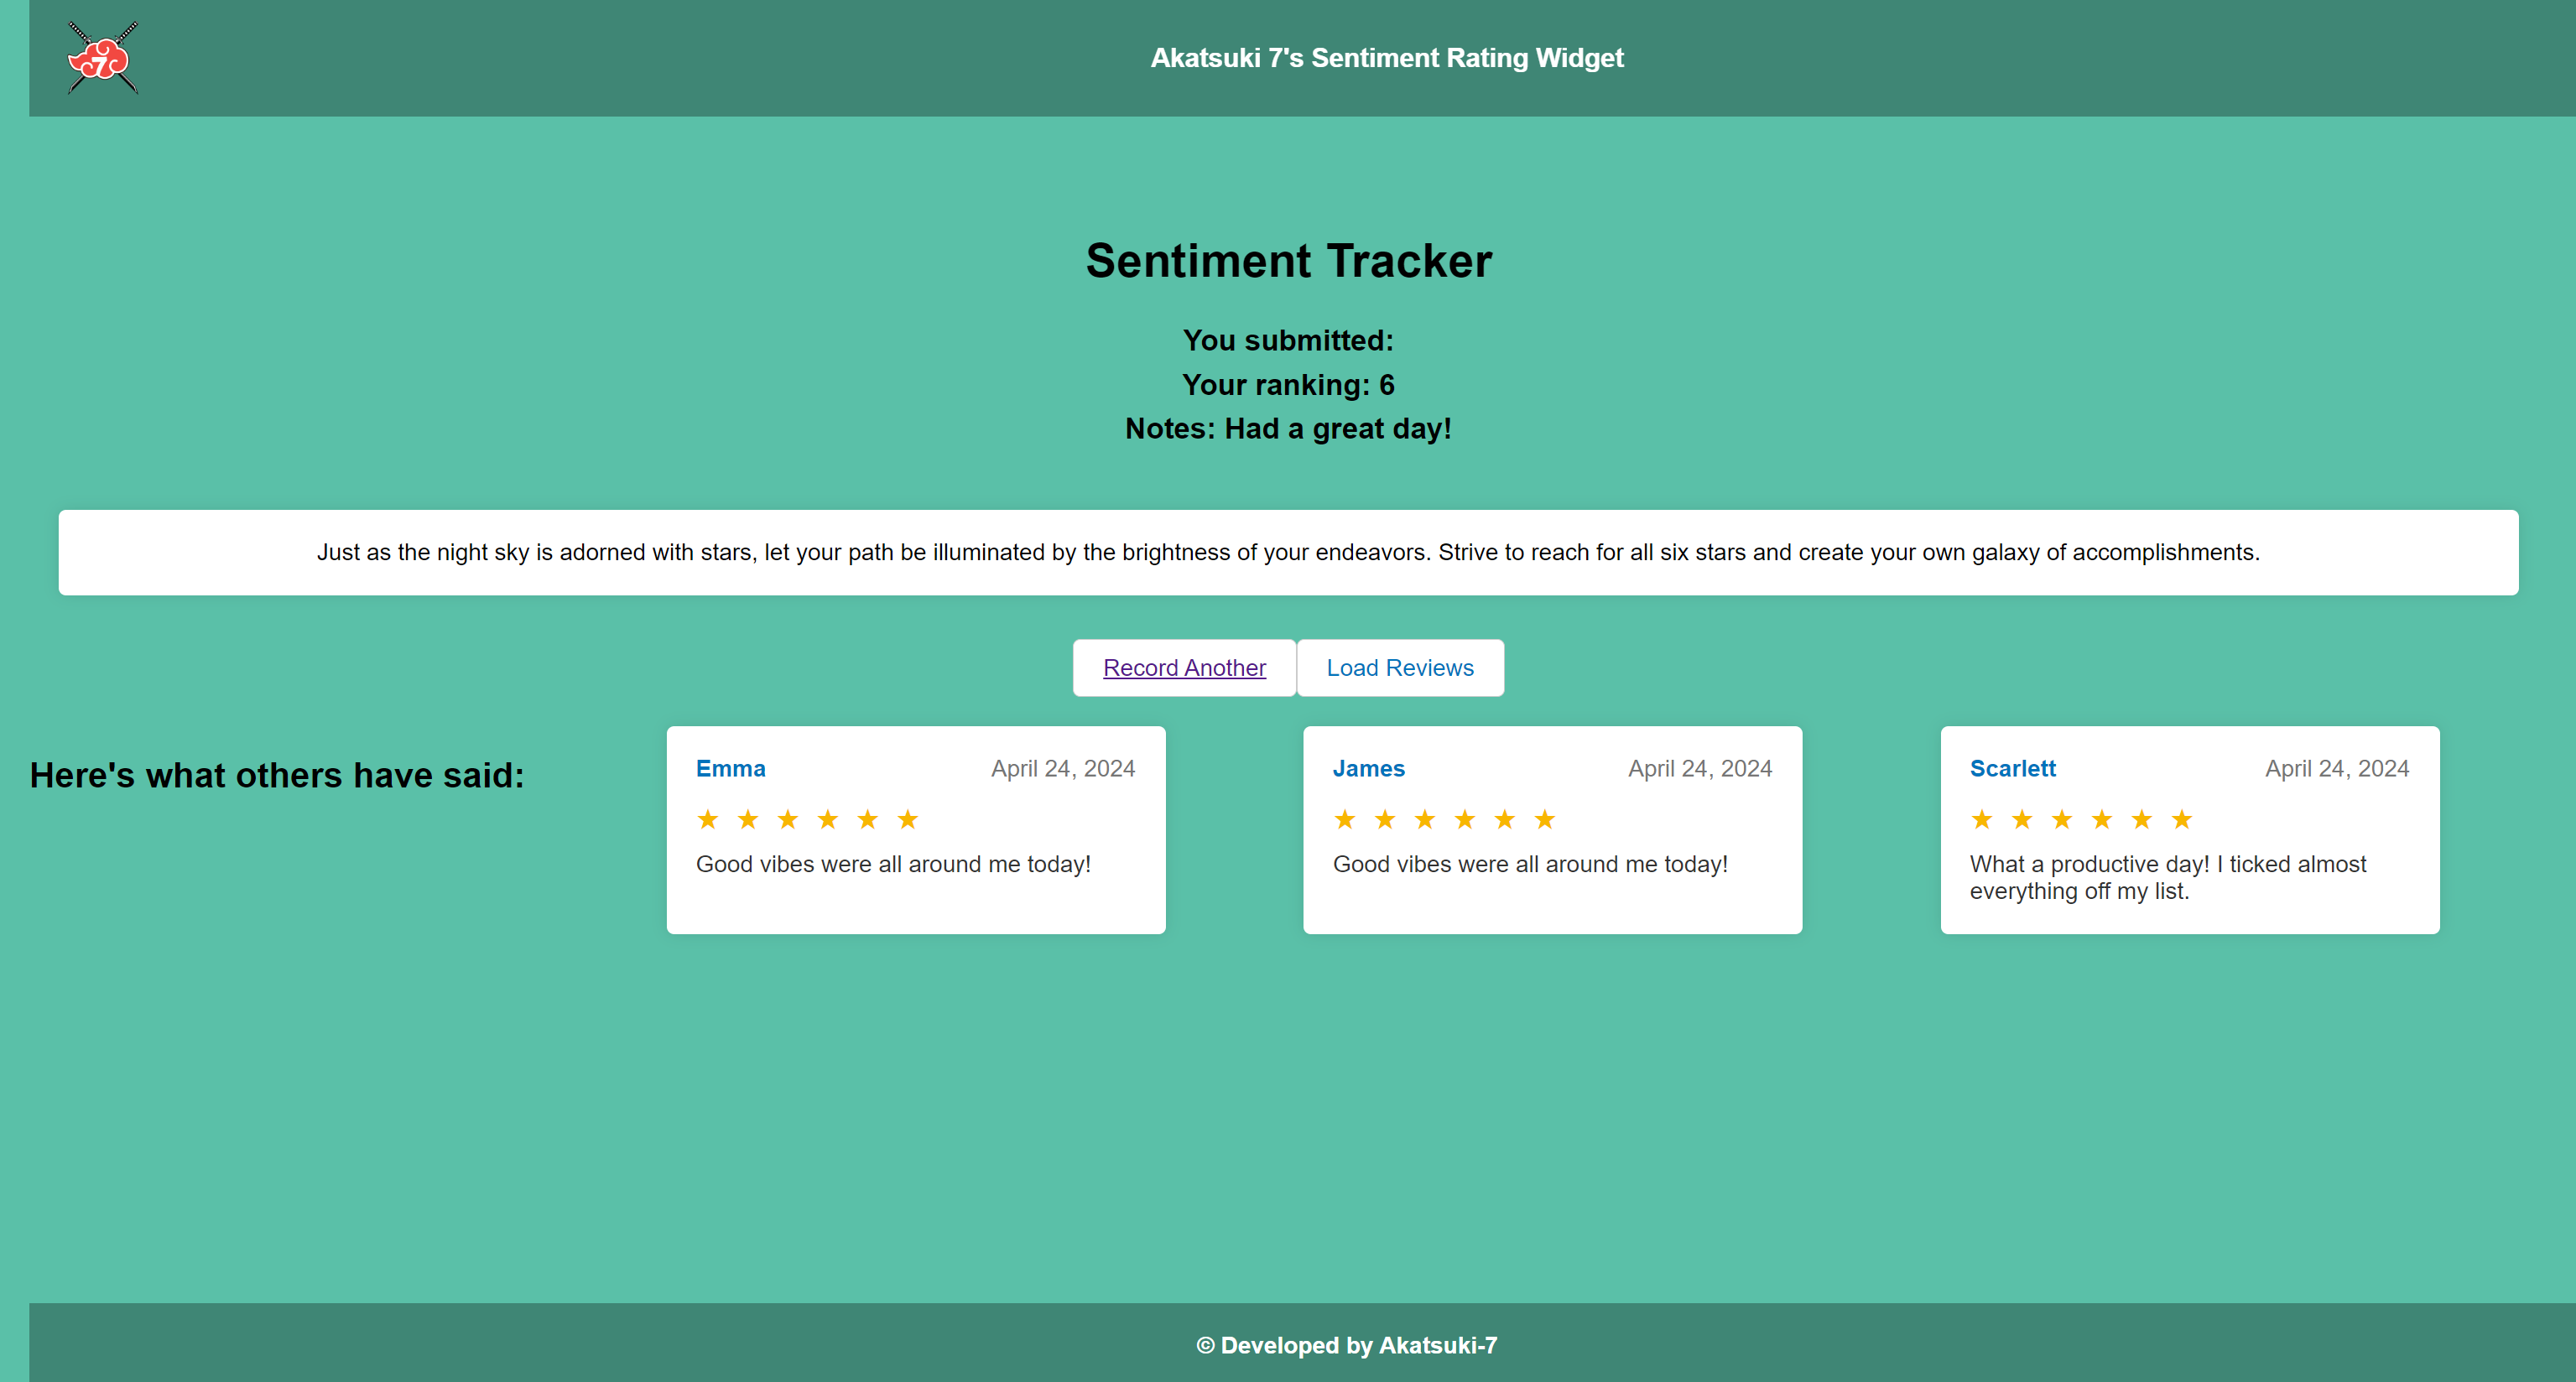 7
Akatsuki 7's Sentiment Rating Widget
Sentiment Tracker
You submitted:
Your ranking: 6
Notes: Had a great day!
Just as the night sky is adorned with stars, let your path be illuminated by the brightness of your endeavors. Strive to reach for all six stars and create your own galaxy of accomplishments.
Record Another
Load Reviews
Here's what others have said:
Emma
April 24, 2024
★ ★ ★ ★ ★ ★
Good vibes were all around me today!
James
April 24, 2024
★ ★ ★ ★ ★ ★
Good vibes were all around me today!
Scarlett
April 24, 2024
★ ★ ★ ★ ★ ★
What a productive day! I ticked almost
everything off my list.
© Developed by Akatsuki-7